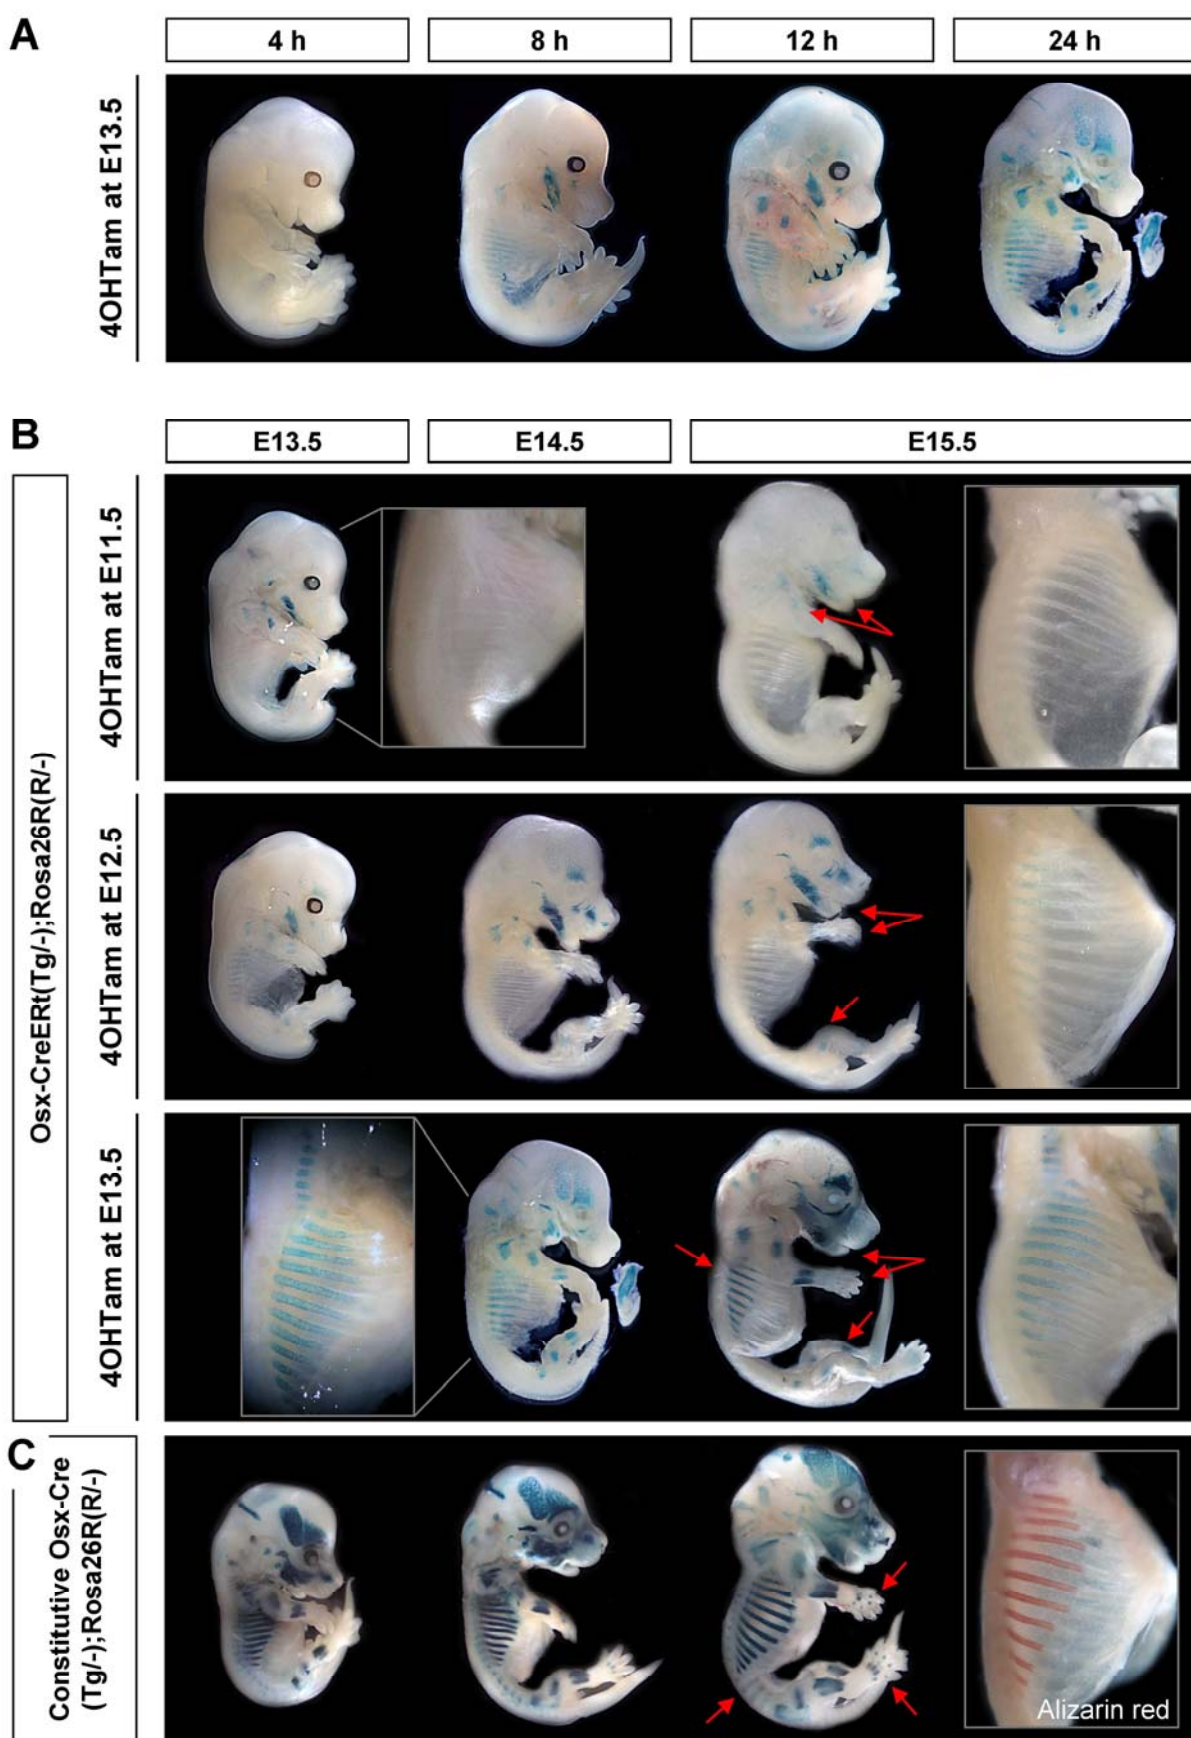 A
4 h
8 h
12 h
24 h
4OHTam at E13.5
B
E13.5
E14.5
E15.5
Osx-CreERt(Tg/-);Rosa26R(R/-)
4OHTam at E11.5
4OHTam at E12.5
4OHTam at E13.5
C
Constitutive Osx-Cre
(Tg/-);Rosa26R(R/-)
Alizarin red